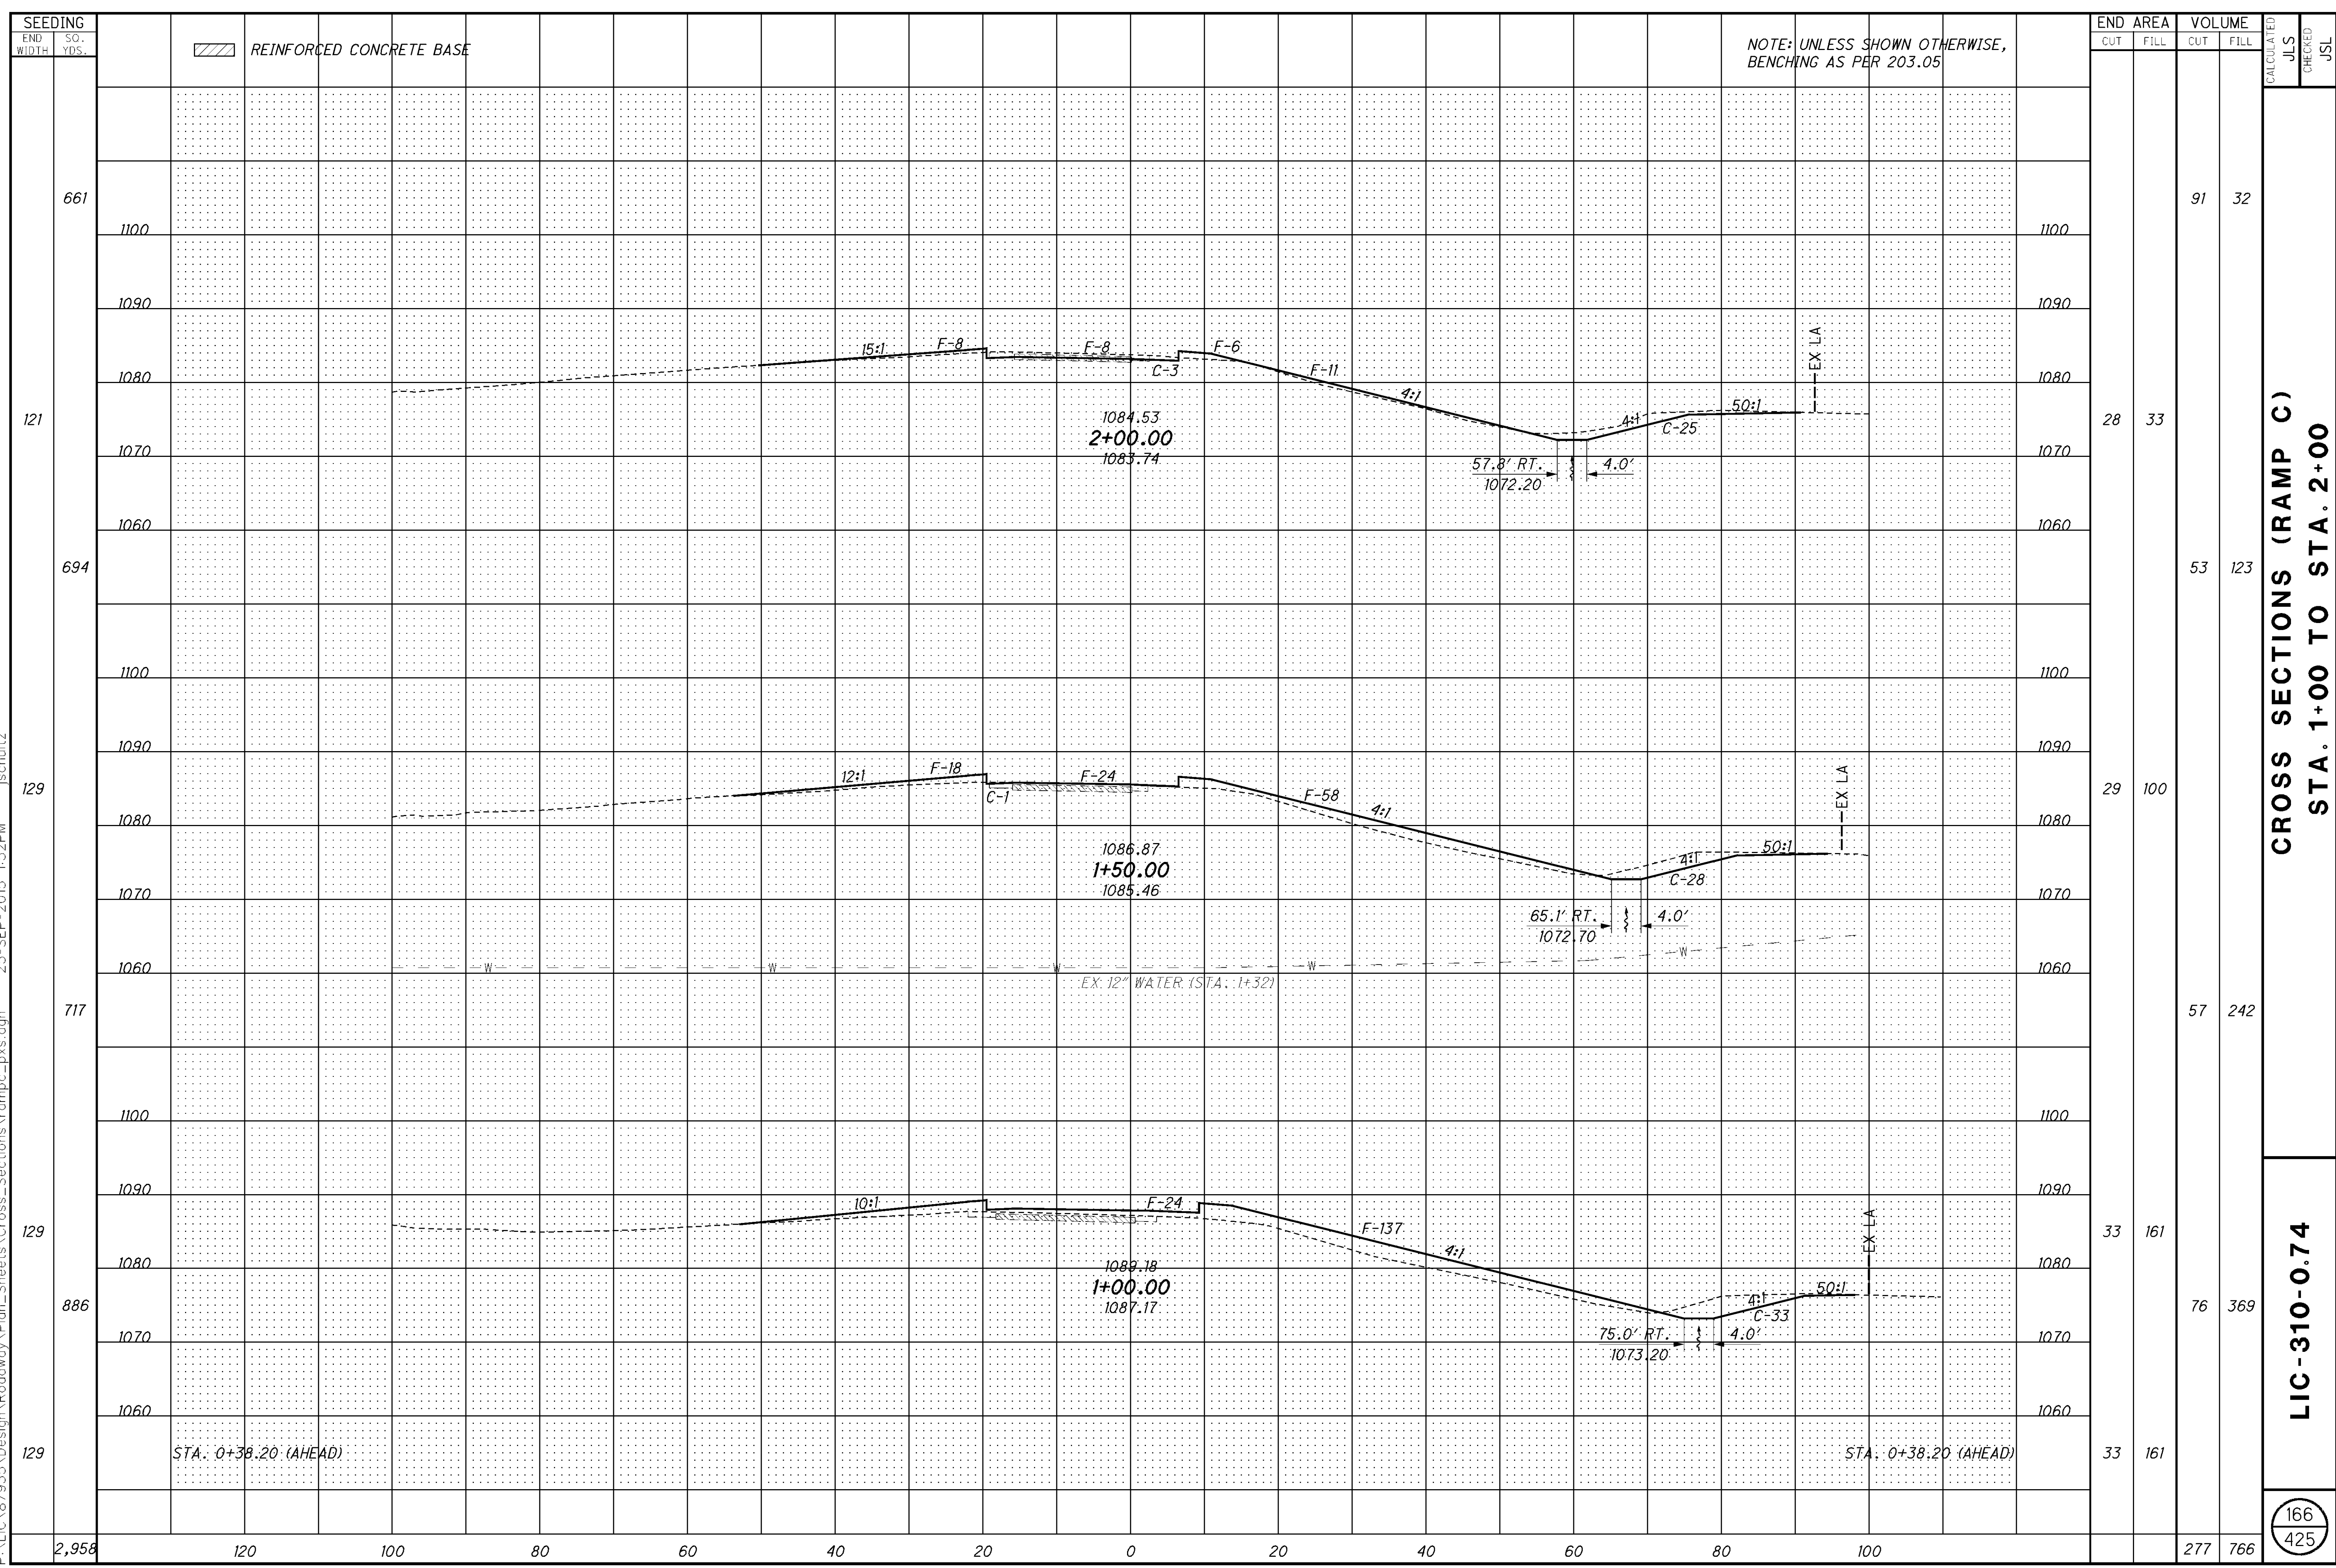 SEEDING
END WIDTH
SQ. YDS.
REINFORCED CONCRETE BASE
NOTE: UNLESS SHOWN OTHERWISE,
BENCHING AS PER 203.05
END AREA
VOLUME
CUT
FILL
CUT
FILL
CALCULATED
JLS
CHECKED
JSL
661
91
32
1100
1100
1090
1090
15:1
F-8
F-8
C-3
F-6
F-11
4:1
4:1
C-25
50:1
EX LA
1080
1080
1084.53
2+00.00
1083.74
121
28
33
1070
1070
57.8' RT.
1072.20
4.0'
1060
1060
694
53
123
1100
1100
1090
1090
12:1
F-18
C-1
F-24
F-58
4:1
4:1
C-28
50:1
EX LA
129
29
100
1080
1080
1086.87
1+50.00
1085.46
1070
1070
65.1' RT.
1072.70
4.0'
W
W
W
W
W
1060
1060
EX 12" WATER (STA. 1+32)
717
57
242
1100
1100
1090
1090
10:1
F-24
F-137
4:1
4:1
C-33
50:1
EX LA
129
33
161
1080
1080
1089.18
1+00.00
1087.17
886
76
369
1070
1070
75.0' RT.
1073.20
4.0'
1060
1060
129
STA. 0+38.20 (AHEAD)
STA. 0+38.20 (AHEAD)
33
161
2,958
120
100
80
60
40
20
0
20
40
60
80
100
277
766
CROSS SECTIONS (RAMP C)
STA. 1+00 TO STA. 2+00
LIC-310-0.74
166
425